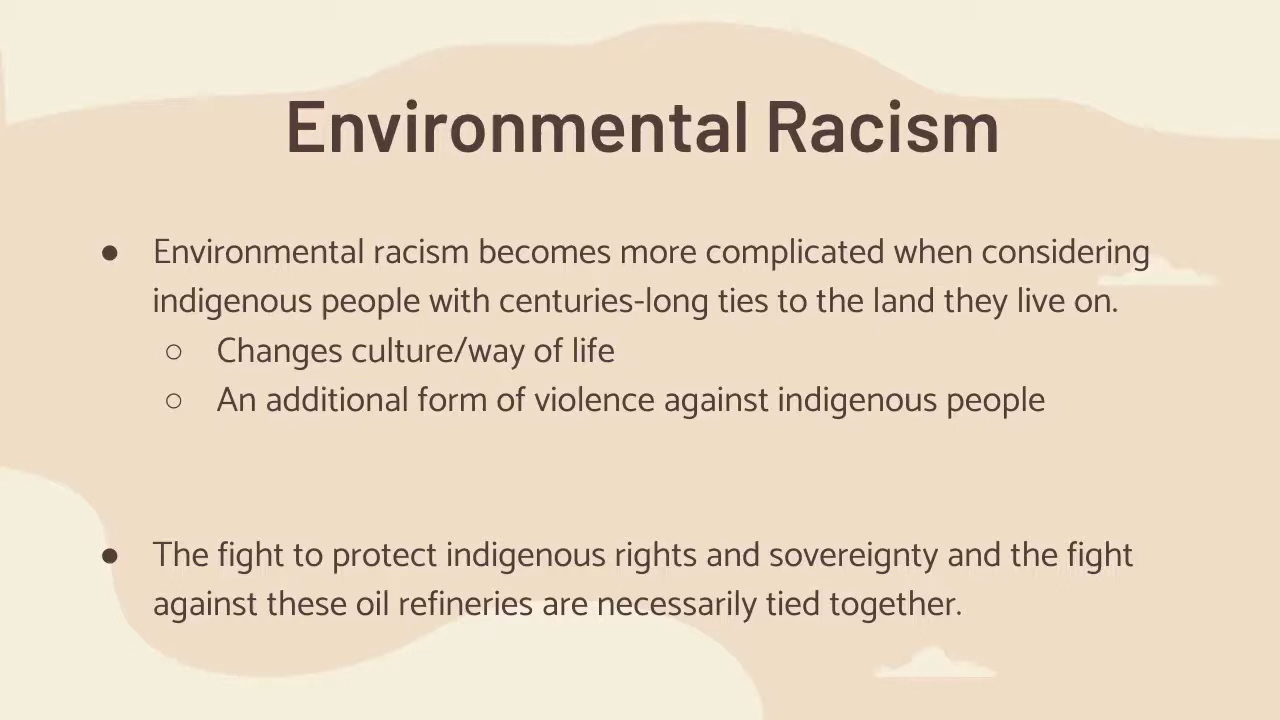 Environmental Racism
● Environmental racism becomes more complicated when considering
indigenous people with centuries-long ties to the land they live on.
○ Changes culture/way of life
○ An additional form of violence against indigenous people
● The fight to protect indigenous rights and sovereignty and the fight
against these oil refineries are necessarily tied together.